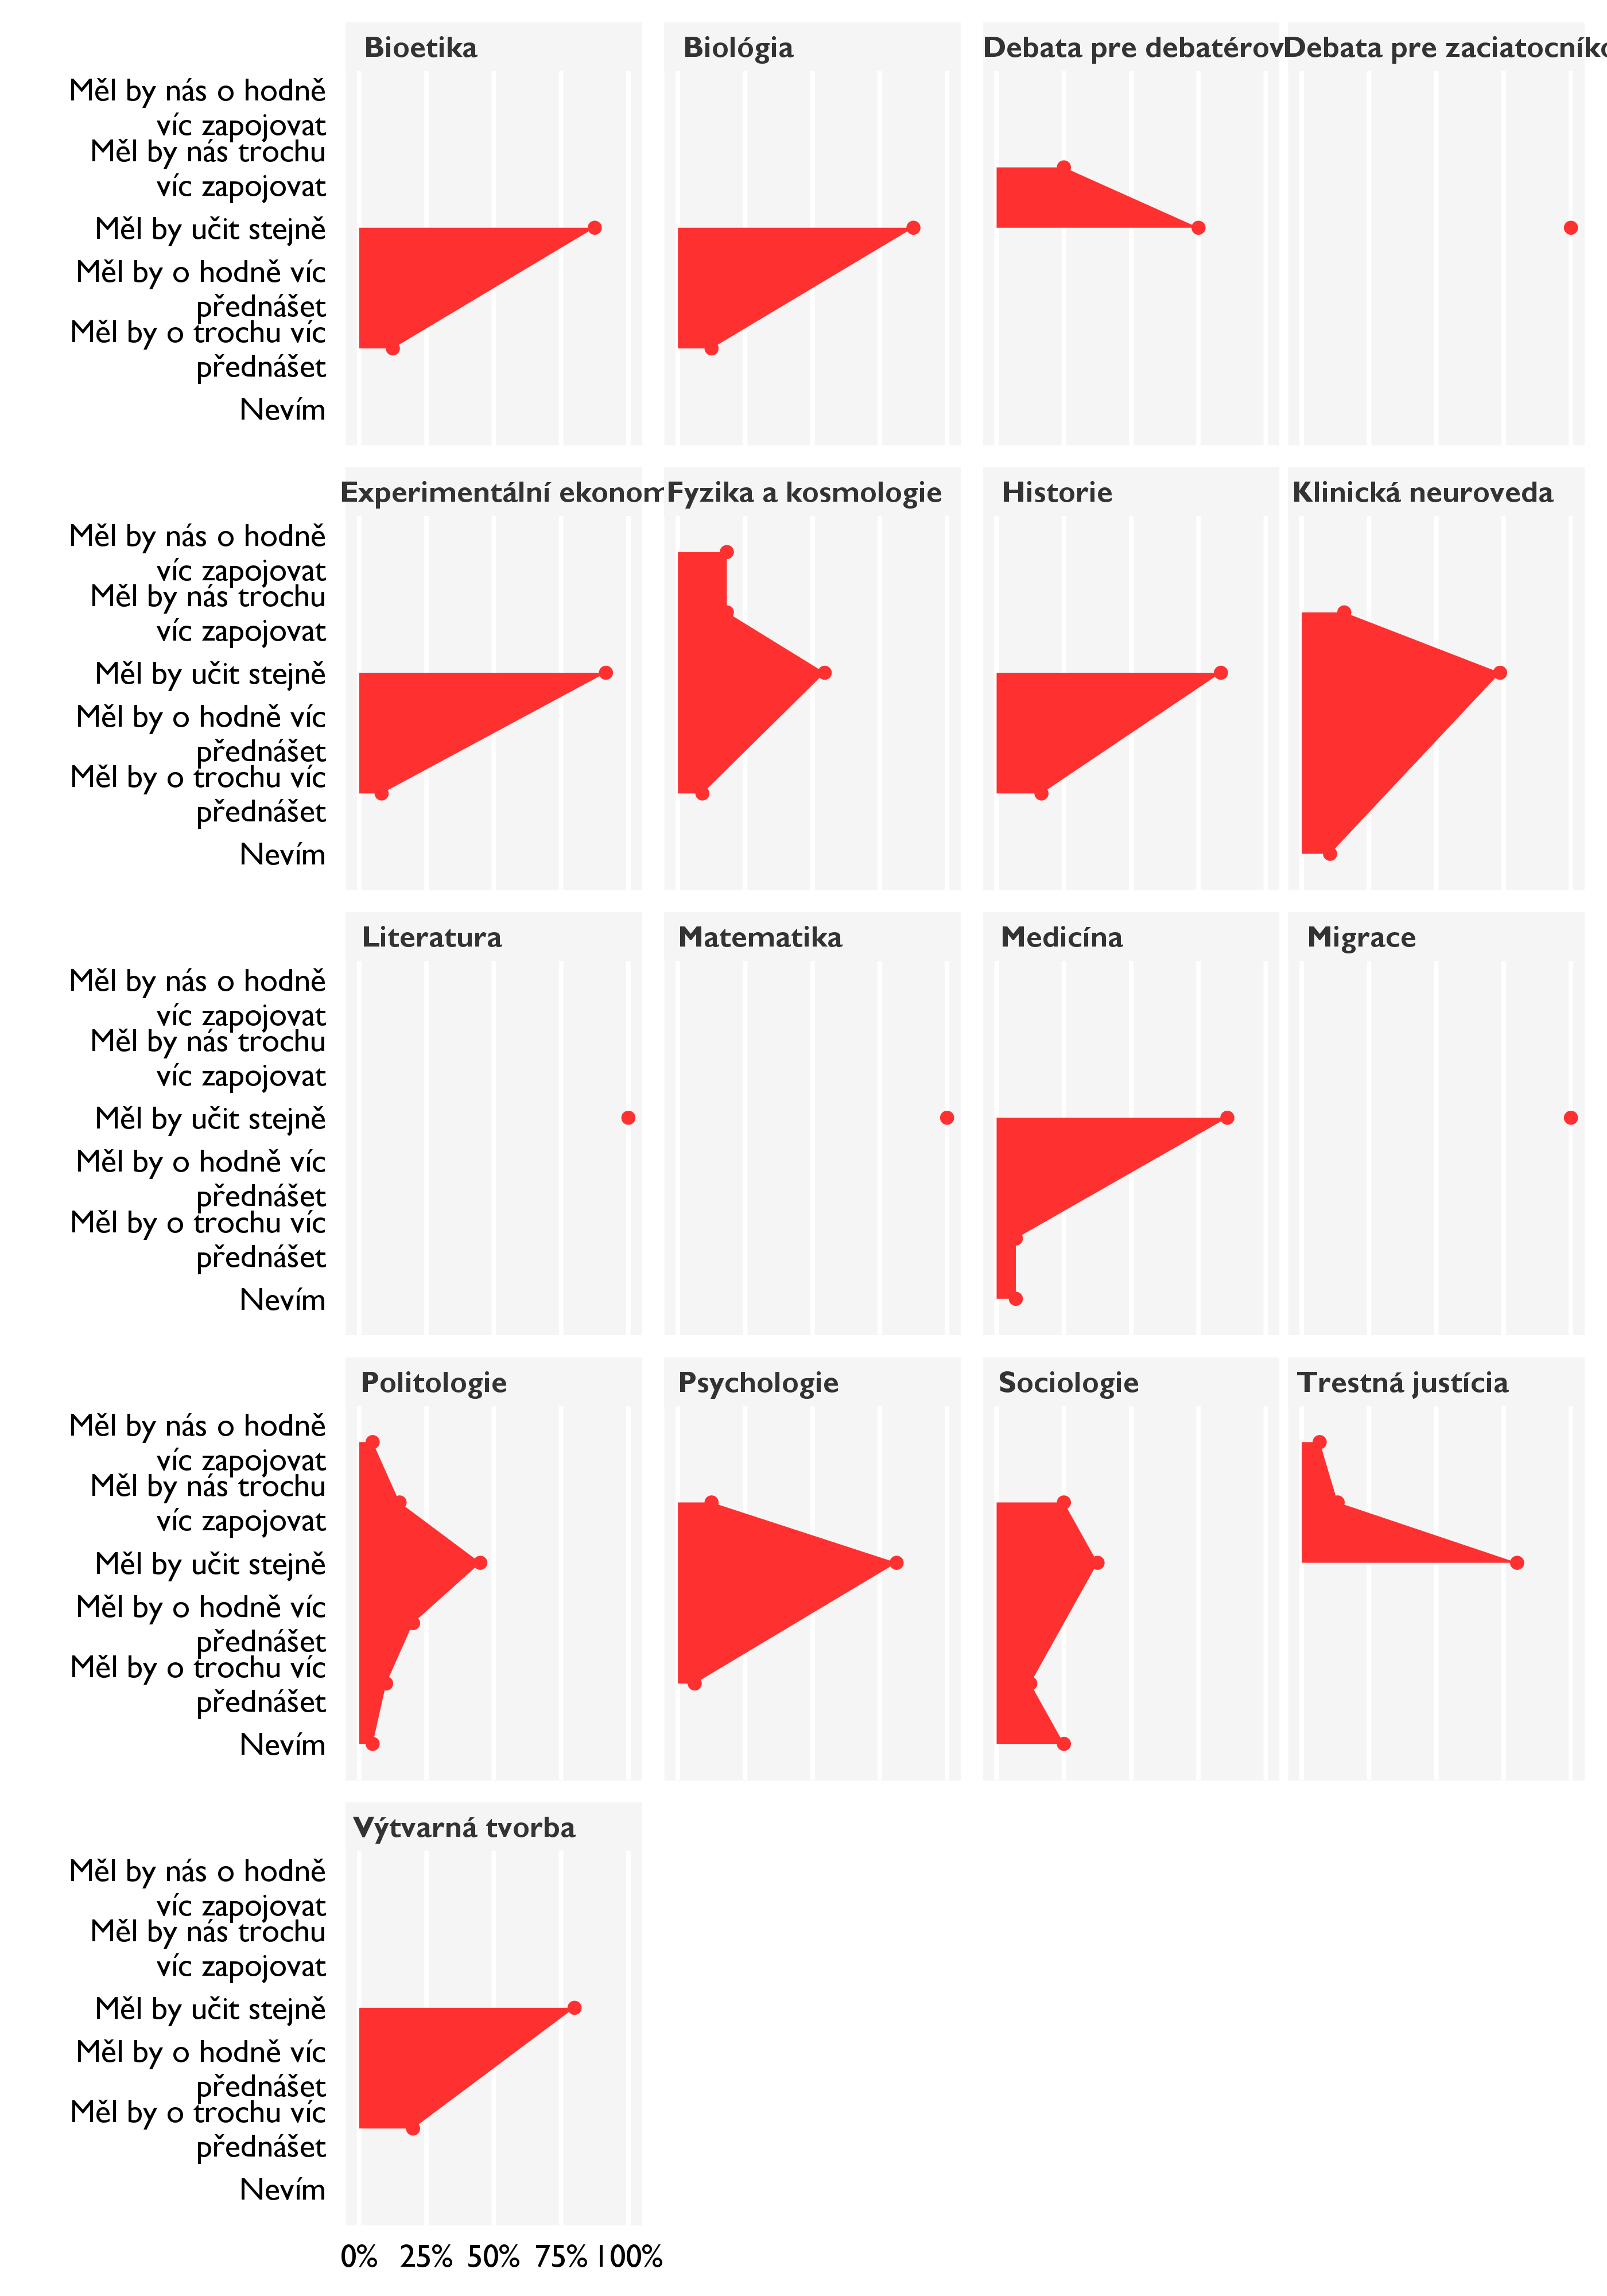 Bioetika
Biológia
Debata pre debatérov
Debata pre zaciatocníko
Měl by nás o hodně
víc zapojovat
Měl by nás trochu
víc zapojovat
Měl by učit stejně
Měl by o hodně víc
přednášet
Měl by o trochu víc
přednášet
Nevím
Experimentální ekonom
Fyzika a kosmologie
Historie
Klinická neuroveda
Měl by nás o hodně
víc zapojovat
Měl by nás trochu
víc zapojovat
Měl by učit stejně
Měl by o hodně víc
přednášet
Měl by o trochu víc
přednášet
Nevím
Literatura
Matematika
Medicína
Migrace
Měl by nás o hodně
víc zapojovat
Měl by nás trochu
víc zapojovat
Měl by učit stejně
Měl by o hodně víc
přednášet
Měl by o trochu víc
přednášet
Nevím
Politologie
Psychologie
Sociologie
Trestná justícia
Měl by nás o hodně
víc zapojovat
Měl by nás trochu
víc zapojovat
Měl by učit stejně
Měl by o hodně víc
přednášet
Měl by o trochu víc
přednášet
Nevím
Výtvarná tvorba
Měl by nás o hodně
víc zapojovat
Měl by nás trochu
víc zapojovat
Měl by učit stejně
Měl by o hodně víc
přednášet
Měl by o trochu víc
přednášet
Nevím
0% 25% 50% 75% 100%